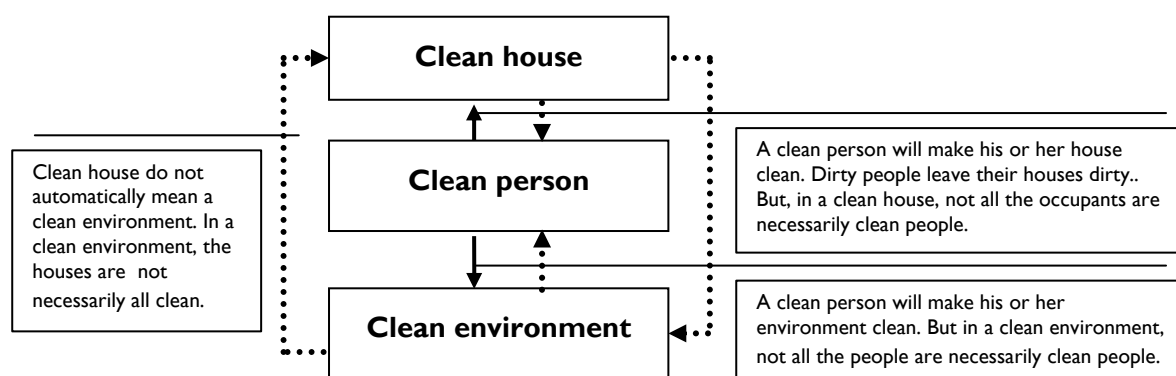 Clean house
Clean person
Clean environment
Clean house do not
automatically mean a
clean environment. In a
clean environment, the
houses are not
necessarily all clean.
A clean person will make his or her house
clean. Dirty people leave their houses dirty..
But, in a clean house, not all the occupants are
necessarily clean people.
A clean person will make his or her
environment clean. But in a clean environment,
not all the people are necessarily clean people.